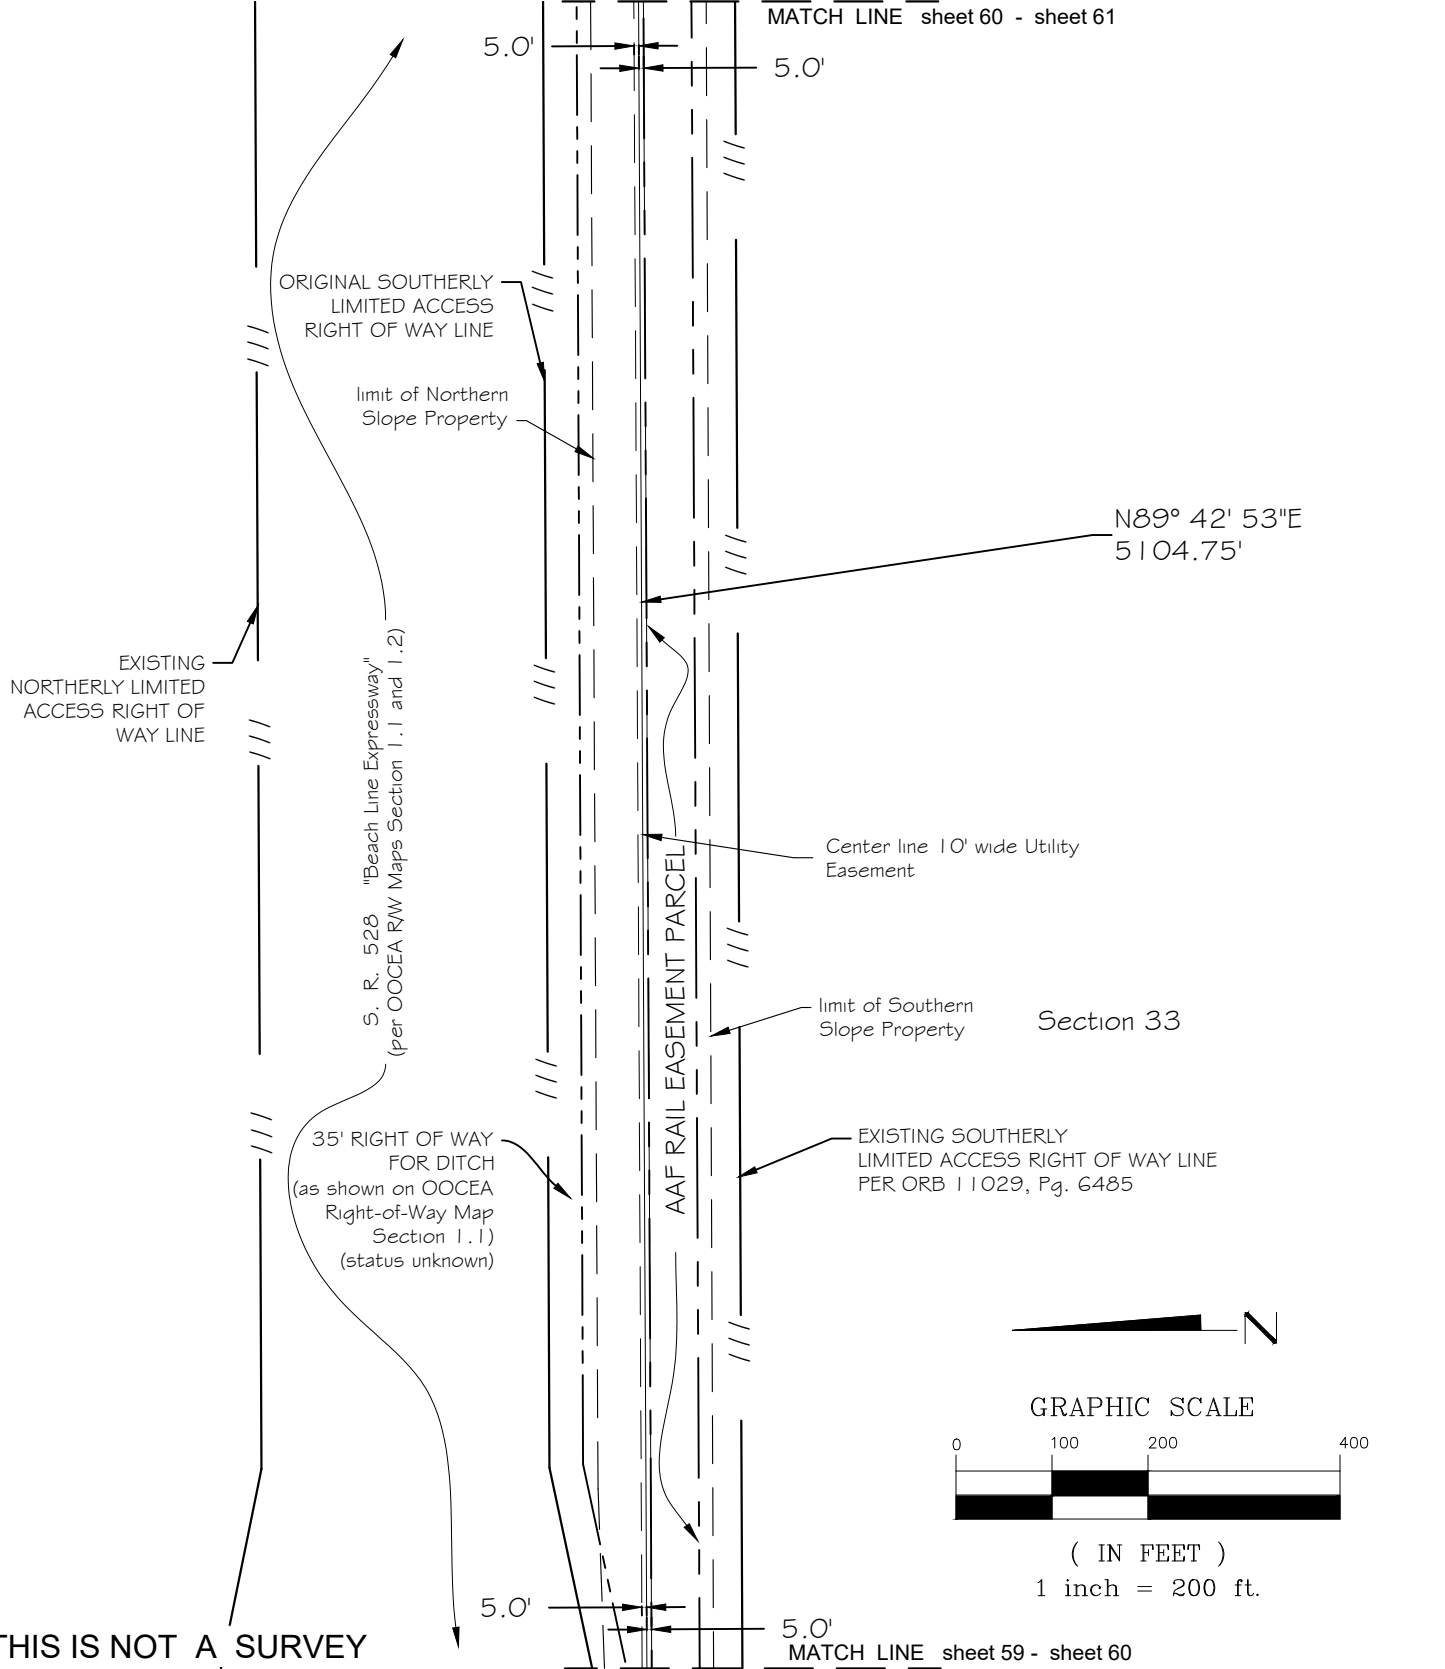 MATCH LINE sheet 60 - sheet 61
5.0'
5.0'
ORIGINAL SOUTHERLY
LIMITED ACCESS
RIGHT OF WAY LINE
limit of Northern
Slope Property
N89° 42' 53"E
5104.75'
EXISTING
NORTHERLY LIMITED
ACCESS RIGHT OF
WAY LINE
S. R. 528 "Beach Line Expressway"
(per OOCEA R/W Maps Section 1.1 and 1.2)
Center line 10' wide Utility
Easement
AAF RAIL EASEMENT PARCEL
limit of Southern
Slope Property
Section 33
35' RIGHT OF WAY
FOR DITCH
(as shown on OOCEA
Right-of-Way Map
Section 1.1)
(status unknown)
EXISTING SOUTHERLY
LIMITED ACCESS RIGHT OF WAY LINE
PER ORB 11029, Pg. 6485
N
GRAPHIC SCALE
0 100 200 400
( IN FEET )
1 inch = 200 ft.
5.0'
5.0'
THIS IS NOT A SURVEY
MATCH LINE sheet 59 - sheet 60